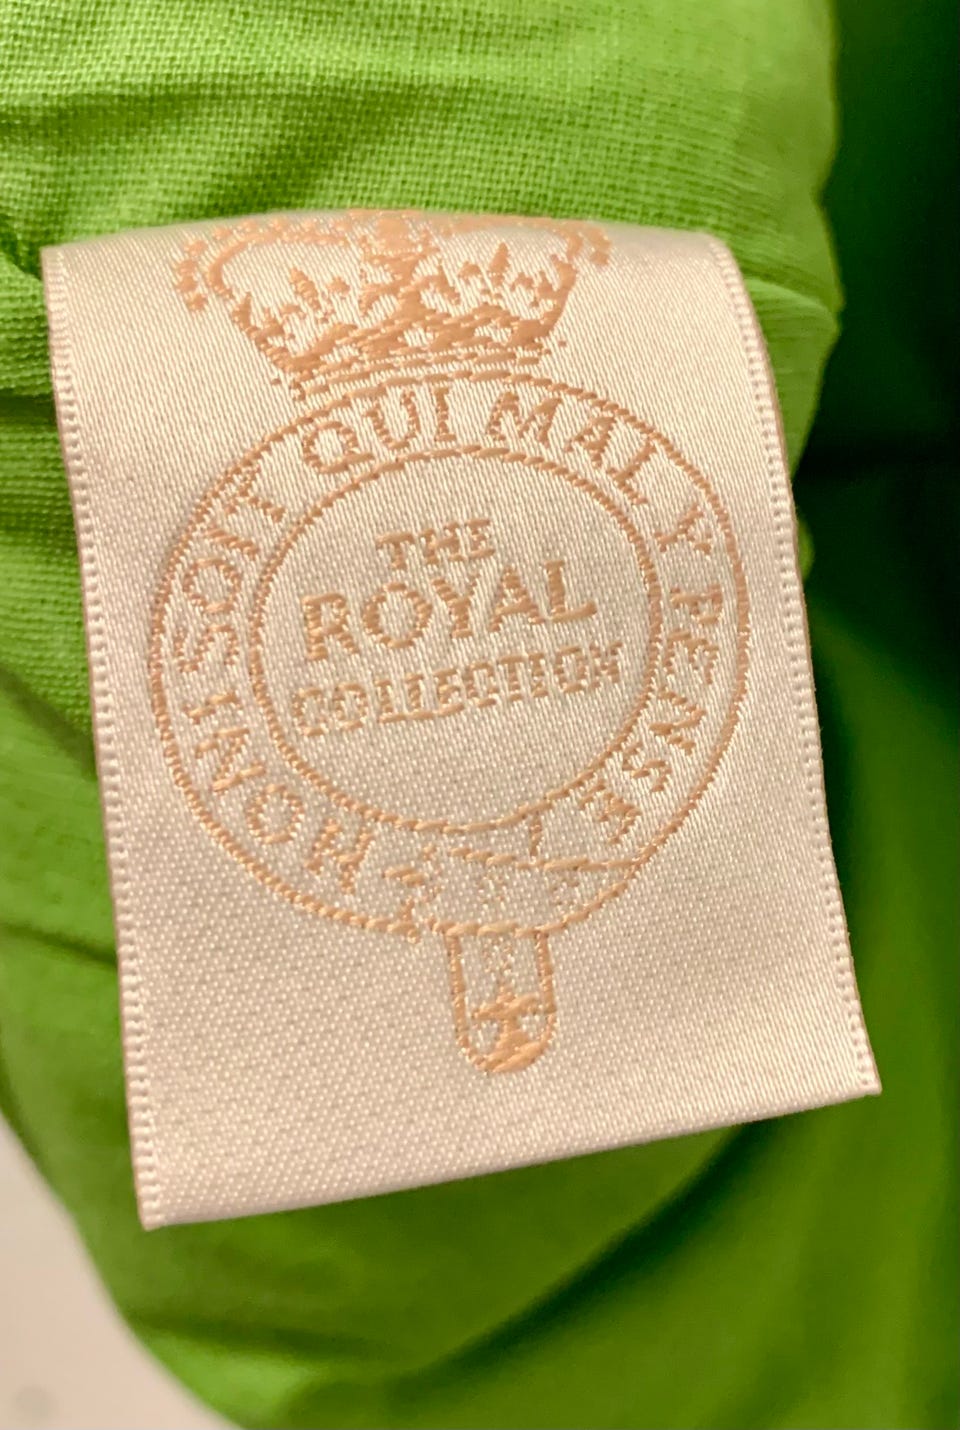 HONI SOIT QUI MAL Y PENSE
THE
ROYAL
COLLECTION